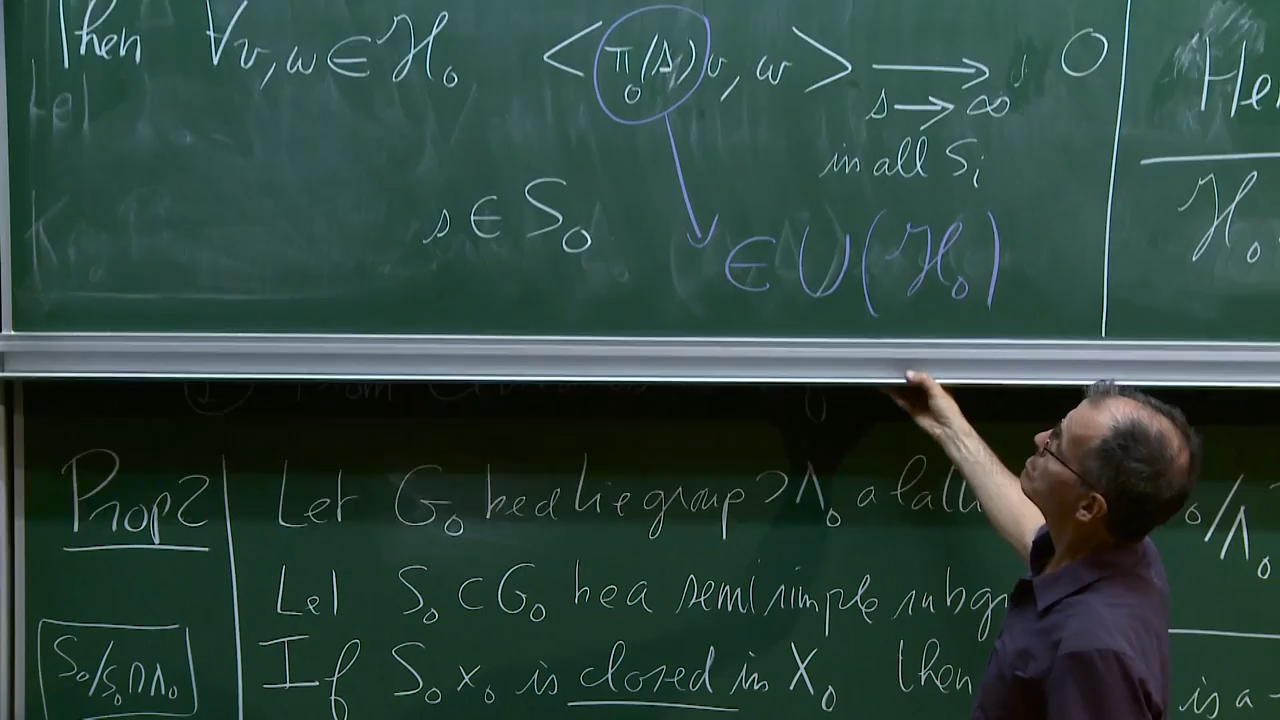 Then ∀v,w∈ℋ₀ <π₀(s)v, w> ⟶ 0
s→∞
in all Sᵢ
s ∈ S₀
∈ U(ℋ₀)
He
ℋ₀
Prop2
Let G₀ be a Lie group ⊃Λ₀ a latt ₀/Λ₀
Let S₀⊂G₀ be a semisimple subgr
If S₀x₀ is closed in X₀ then is a
S₀/S₀∩Λ₀